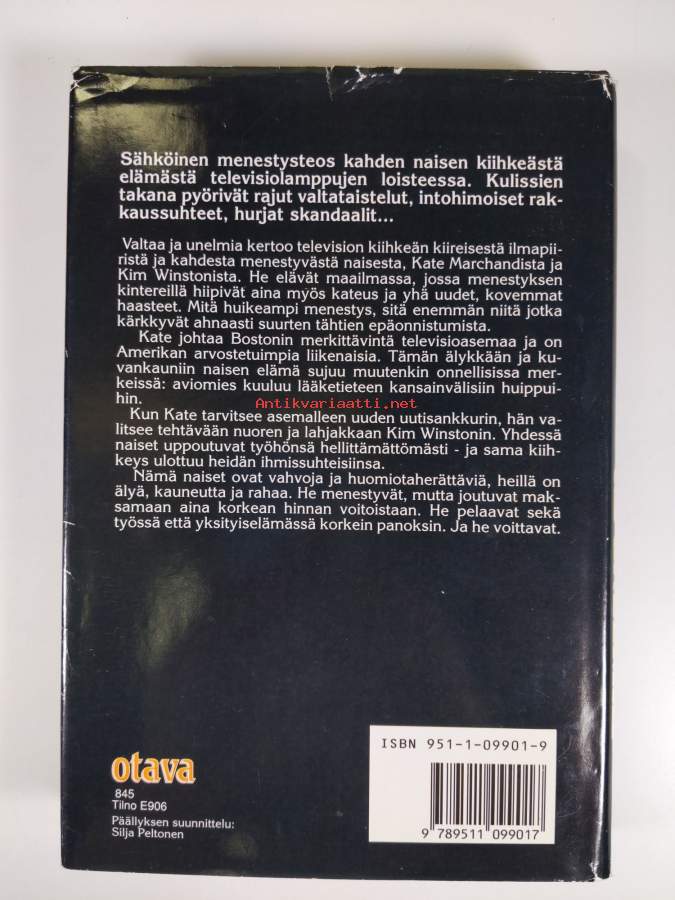 Sähköinen menestysteos kahden naisen kiihkeästä
elämästä televisiolamppujen loisteessa. Kulissien
takana pyörivät rajut valtataistelut, intohimoiset rak-
kaussuhteet, hurjat skandaalit...
Valtaa ja unelmia kertoo television kiihkeän kiireisestä ilmapii-
ristä ja kahdesta menestyvästä naisesta, Kate Marchandista ja
Kim Winstonista. He elävät maailmassa, jossa menestyksen
kintereillä hiipivät aina myös kateus ja yhä uudet, kovemmat
haasteet. Mitä huikeampi menestys, sitä enemmän niitä jotka
kärkkyvät ahnaasti suurten tähtien epäonnistumista.
Kate johtaa Bostonin merkittävintä televisioasemaa ja on
Amerikan arvostetuimpia liikenaisia. Tämän älykkään ja ku-
vankauniin naisen elämä sujuu muutenkin onnellisissa mer-
keissä: aviomies kuuluu lääketieteen kansainvälisiin huippui-
hin.
Antikvariaatti.net
Kun Kate tarvitsee asemalleen uuden uutisankkurin, hän va-
litsee tehtävään nuoren ja lahjakkaan Kim Winstonin. Yhdessä
naiset uppoutuvat työhönsä hellittämättömästi - ja sama kiih-
keys ulottuu heidän ihmissuhteisiinsa.
Nämä naiset ovat vahvoja ja huomiotaherättäviä, heillä on
älyä, kauneutta ja rahaa. He menestyvät, mutta joutuvat mak-
samaan aina korkean hinnan voitoistaan. He pelaavat sekä
työssä että yksityiselämässä korkein panoksin. Ja he voittavat.
otava
845
Tilno E906
Päällyksen suunnittelu:
Silja Peltonen
ISBN 951-1-09901-9
9 789511 099017